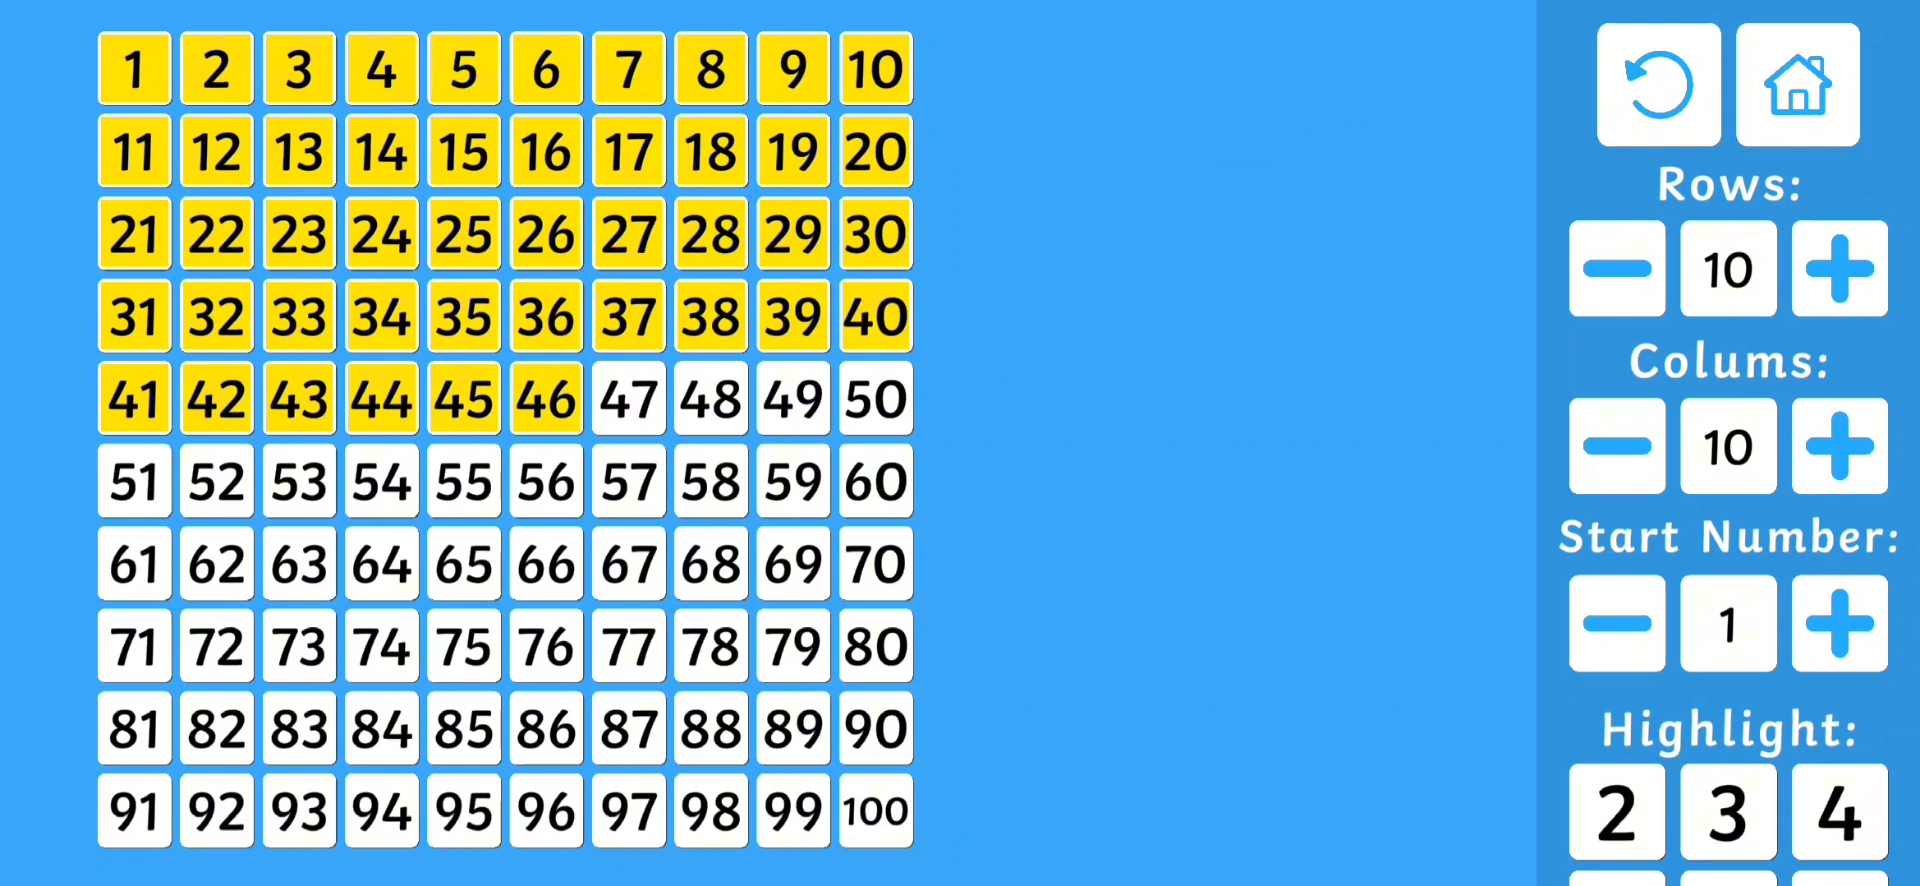 1 2 3 4 5 6 7 8 9 10
11 12 13 14 15 16 17 18 19 20
21 22 23 24 25 26 27 28 29 30
31 32 33 34 35 36 37 38 39 40
41 42 43 44 45 46 47 48 49 50
51 52 53 54 55 56 57 58 59 60
61 62 63 64 65 66 67 68 69 70
71 72 73 74 75 76 77 78 79 80
81 82 83 84 85 86 87 88 89 90
91 92 93 94 95 96 97 98 99 100
Rows:
10
Colums:
10
Start Number:
1
Highlight:
2 3 4